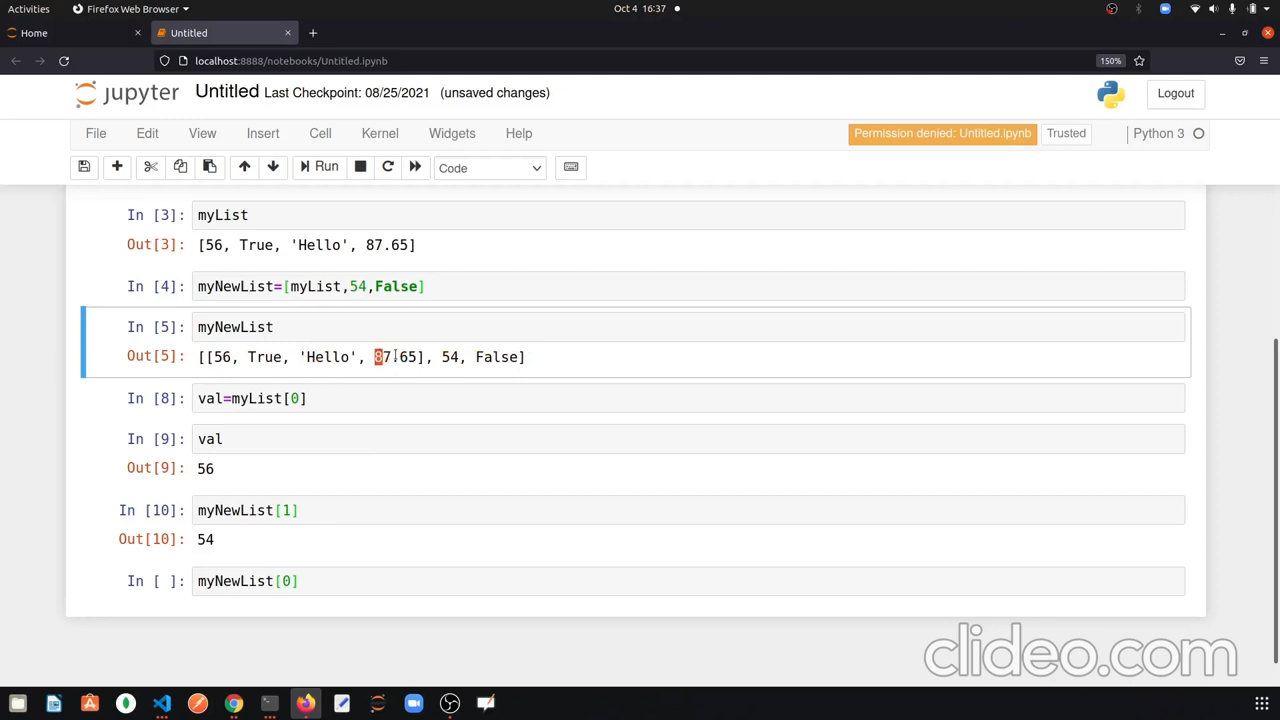 Activities
Firefox Web Browser
Oct 4 16:37
Home
Untitled
localhost:8888/notebooks/Untitled.ipynb
150%
jupyter Untitled Last Checkpoint: 08/25/2021 (unsaved changes)
Logout
File Edit View Insert Cell Kernel Widgets Help
Permission denied: Untitled.ipynb
Trusted
Python 3
Run
Code
In [3]: myList
Out[3]: [56, True, 'Hello', 87.65]
In [4]: myNewList=[myList,54,False]
In [5]: myNewList
Out[5]: [[56, True, 'Hello', 87.65], 54, False]
In [8]: val=myList[0]
In [9]: val
Out[9]: 56
In [10]: myNewList[1]
Out[10]: 54
In [ ]: myNewList[0]
clideo.com